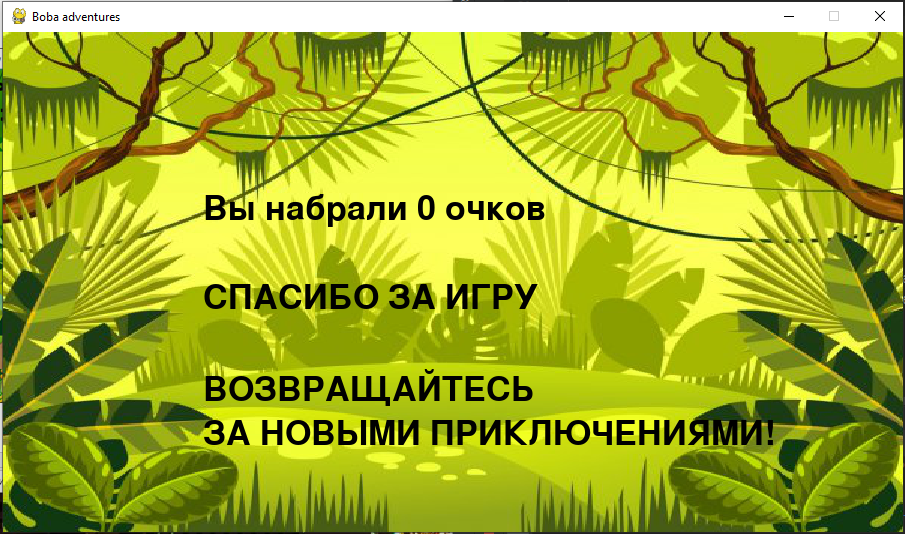 Boba adventures
Вы набрали 0 очков
СПАСИБО ЗА ИГРУ
ВОЗВРАЩАЙТЕСЬ
ЗА НОВЫМИ ПРИКЛЮЧЕНИЯМИ!